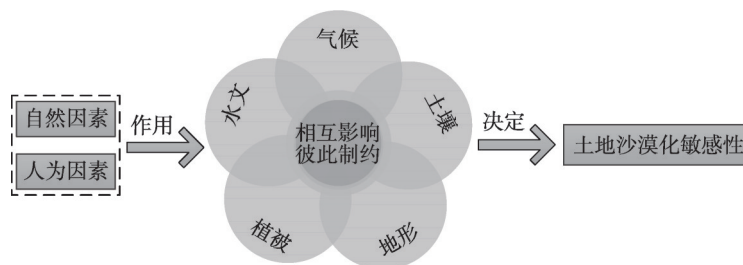 自然因素
人为因素
作用
气候
水文
土壤
相互影响
彼此制约
植被
地形
决定
土地沙漠化敏感性